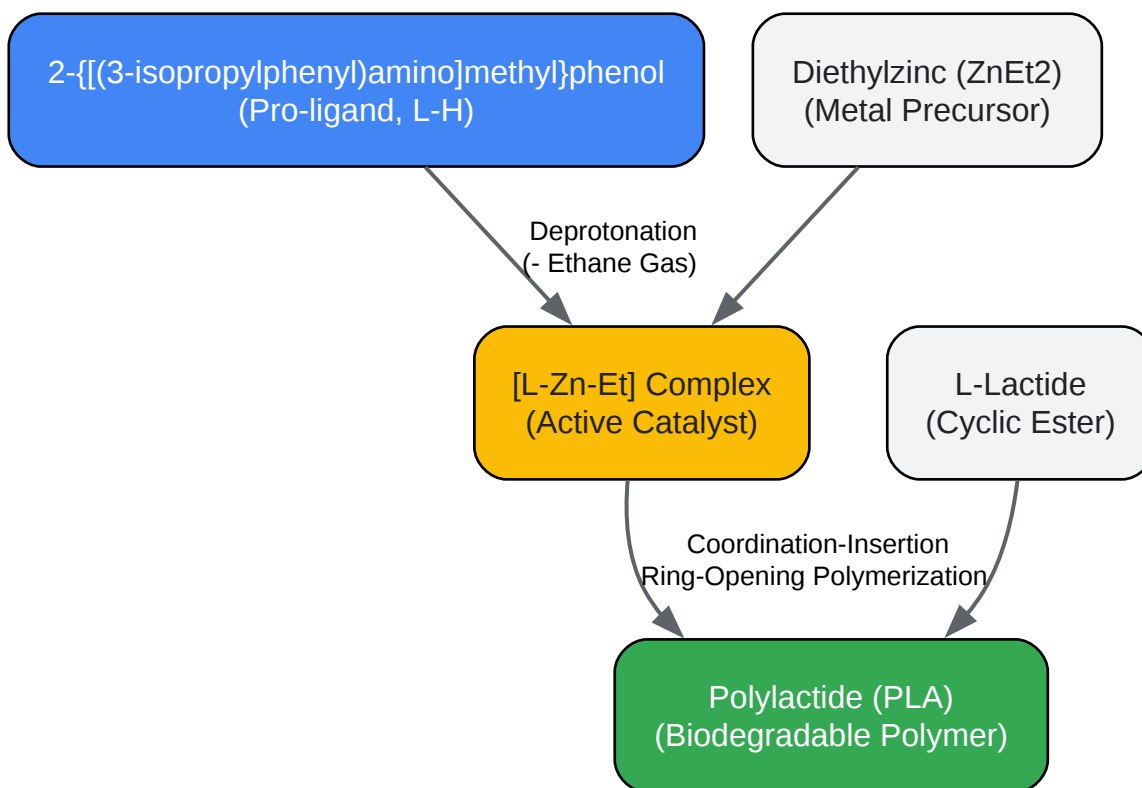 2-{[(3-isopropylphenyl)amino]methyl}phenol
(Pro-ligand, L-H)
Diethylzinc (ZnEt2)
(Metal Precursor)
Deprotonation
(- Ethane Gas)
[L-Zn-Et] Complex
(Active Catalyst)
L-Lactide
(Cyclic Ester)
Coordination-Insertion
Ring-Opening Polymerization
Polylactide (PLA)
(Biodegradable Polymer)